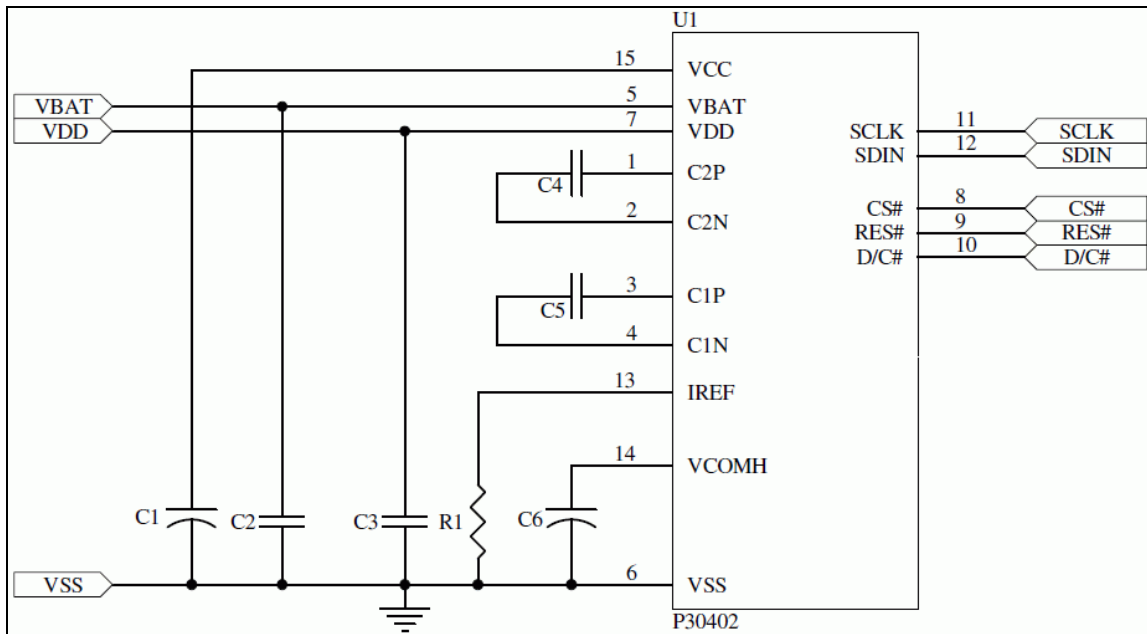 U1
15 VCC
VBAT 5 VBAT
VDD 7 VDD SCLK 11 SCLK
SDIN 12 SDIN
1 C2P
C4
2 C2N
CS# 8 CS#
RES# 9 RES#
D/C# 10 D/C#
3 C1P
C5
4 C1N
13 IREF
14 VCOMH
C1 C2 C3 R1 C6
VSS 6 VSS
P30402